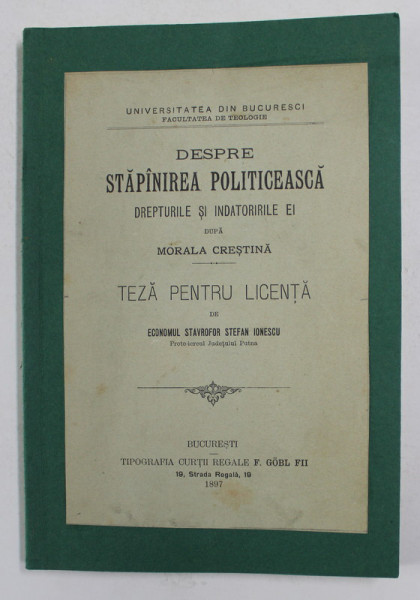 UNIVERSITATEA DIN BUCURESCI
FACULTATEA DE TEOLOGIE
DESPRE
STĂPÎNIREA POLITICEASCĂ
DREPTURILE ȘI INDATORIRILE EI
DUPĂ
MORALA CREȘTINĂ
TEZĂ PENTRU LICENȚĂ
DE
ECONOMUL STAVROFOR STEFAN IONESCU
Protoiereul Județului Putna
BUCUREȘTI
TIPOGRAFIA CURȚII REGALE F. GÖBL FII
19, Strada Regală, 19
1897